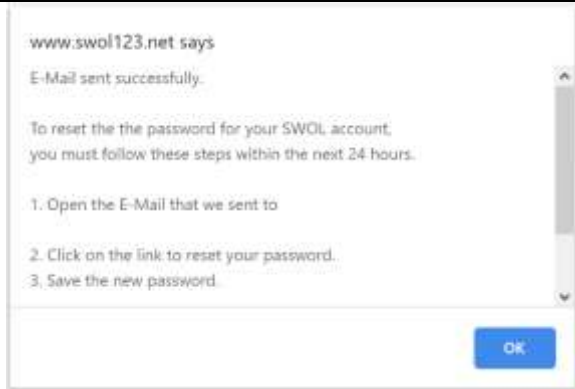 www.swol123.net says
E-Mail sent successfully.
To reset the the password for your SWOL account,
you must follow these steps within the next 24 hours.
1. Open the E-Mail that we sent to
2. Click on the link to reset your password.
3. Save the new password.
OK